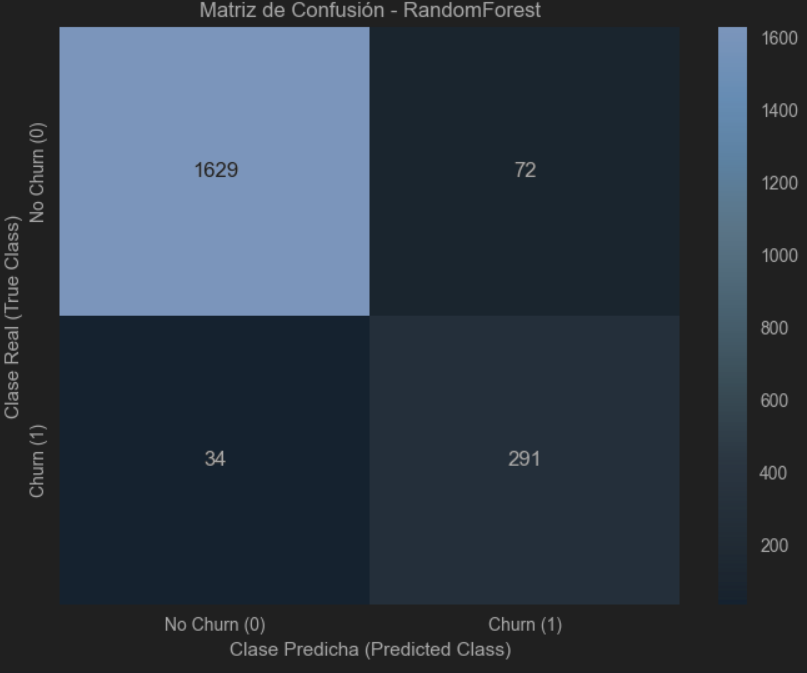 Matriz de Confusión - RandomForest
Clase Real (True Class)
No Churn (0)
1629
72
Churn (1)
34
291
No Churn (0)
Churn (1)
Clase Predicha (Predicted Class)
1600
1400
1200
1000
800
600
400
200